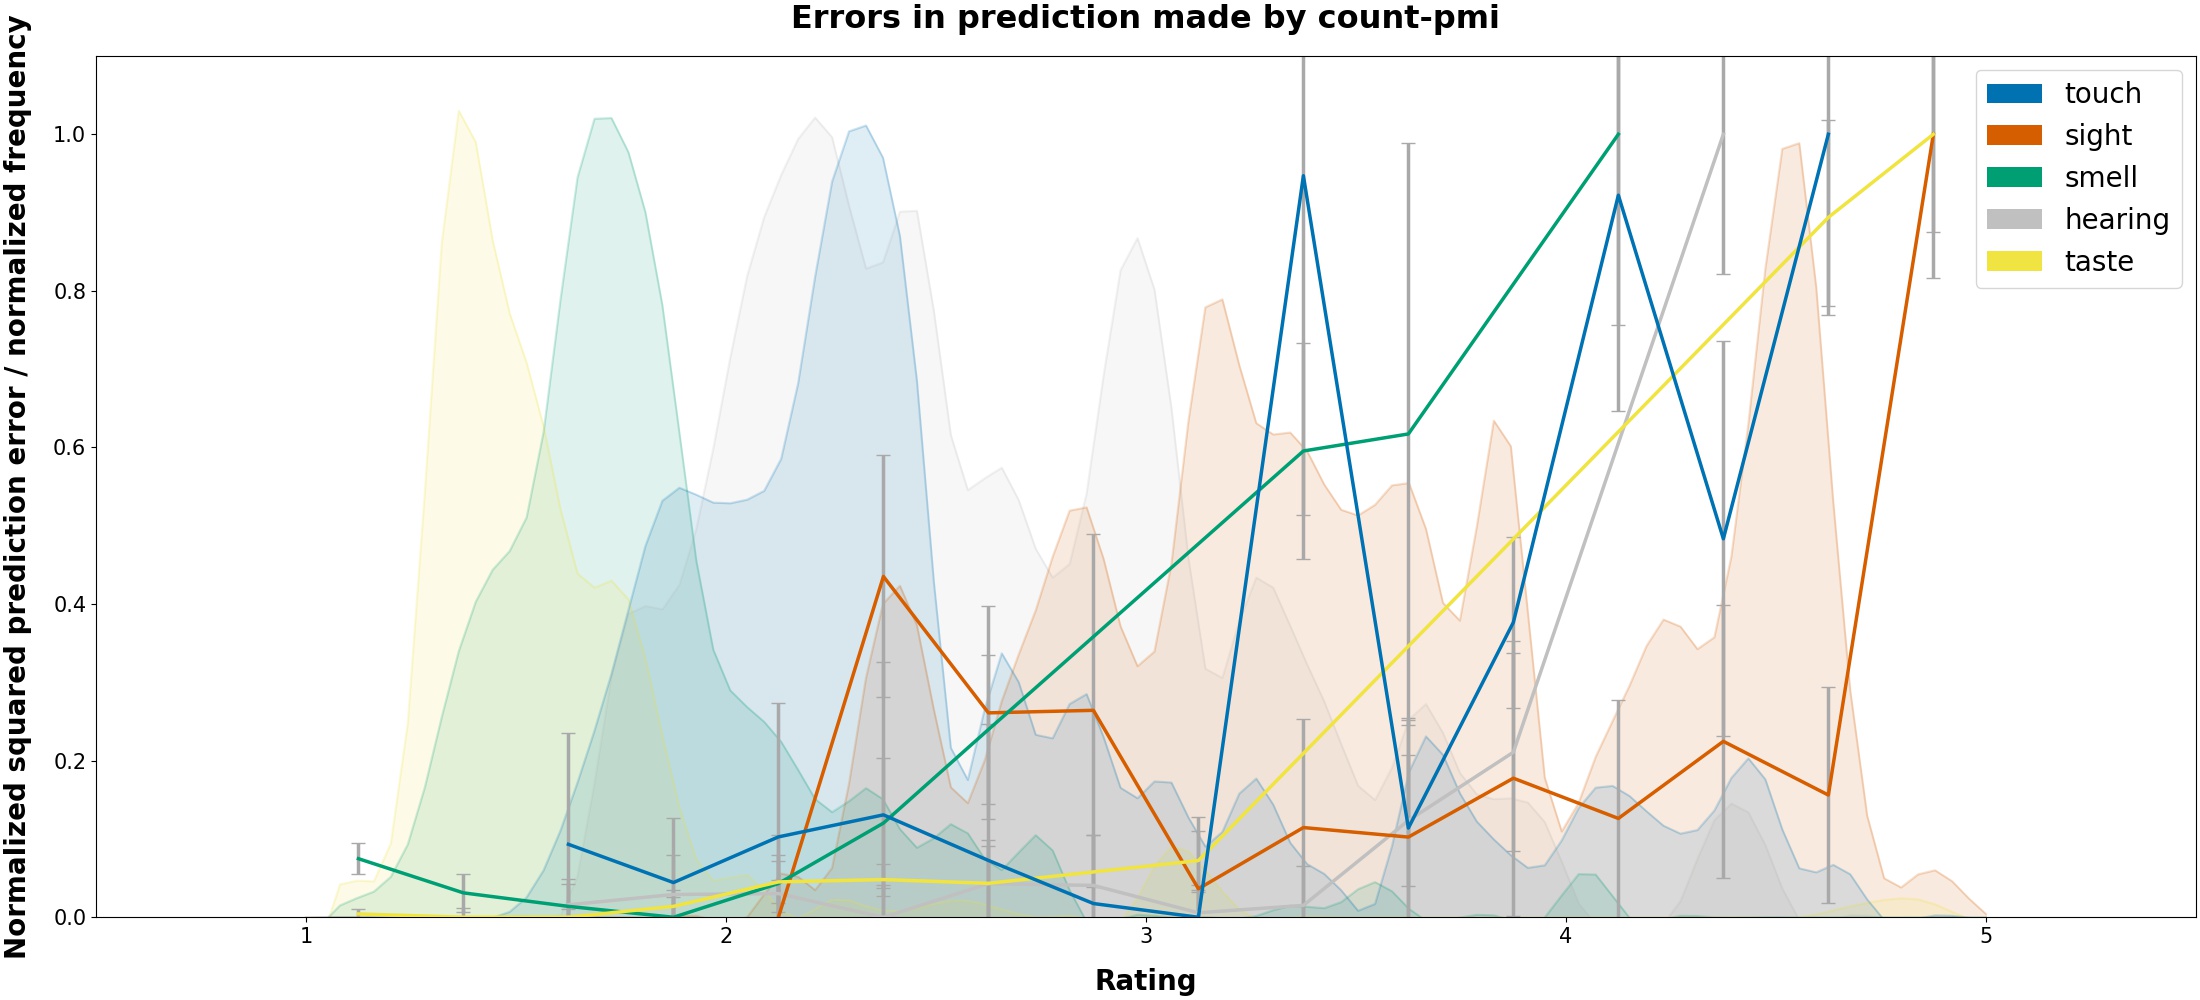 Errors in prediction made by count-pmi
Normalized squared prediction error / normalized frequency
1.0
0.8
0.6
0.4
0.2
0.0
touch
sight
smell
hearing
taste
1
2
3
4
5
Rating